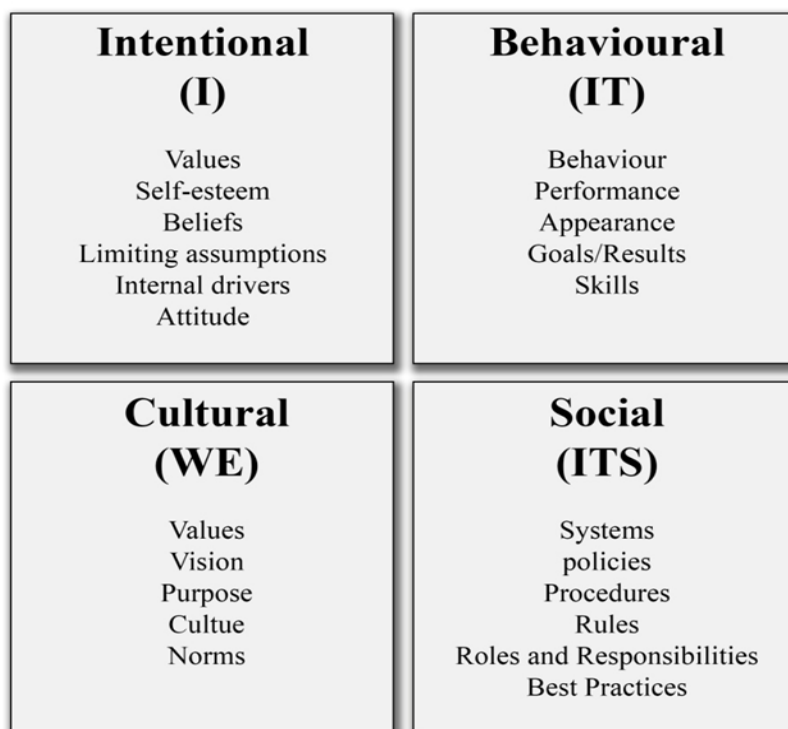 Intentional
(I)
Values
Self-esteem
Beliefs
Limiting assumptions
Internal drivers
Attitude
Behavioural
(IT)
Behaviour
Performance
Appearance
Goals/Results
Skills
Cultural
(WE)
Values
Vision
Purpose
Cultue
Norms
Social
(ITS)
Systems
policies
Procedures
Rules
Roles and Responsibilities
Best Practices